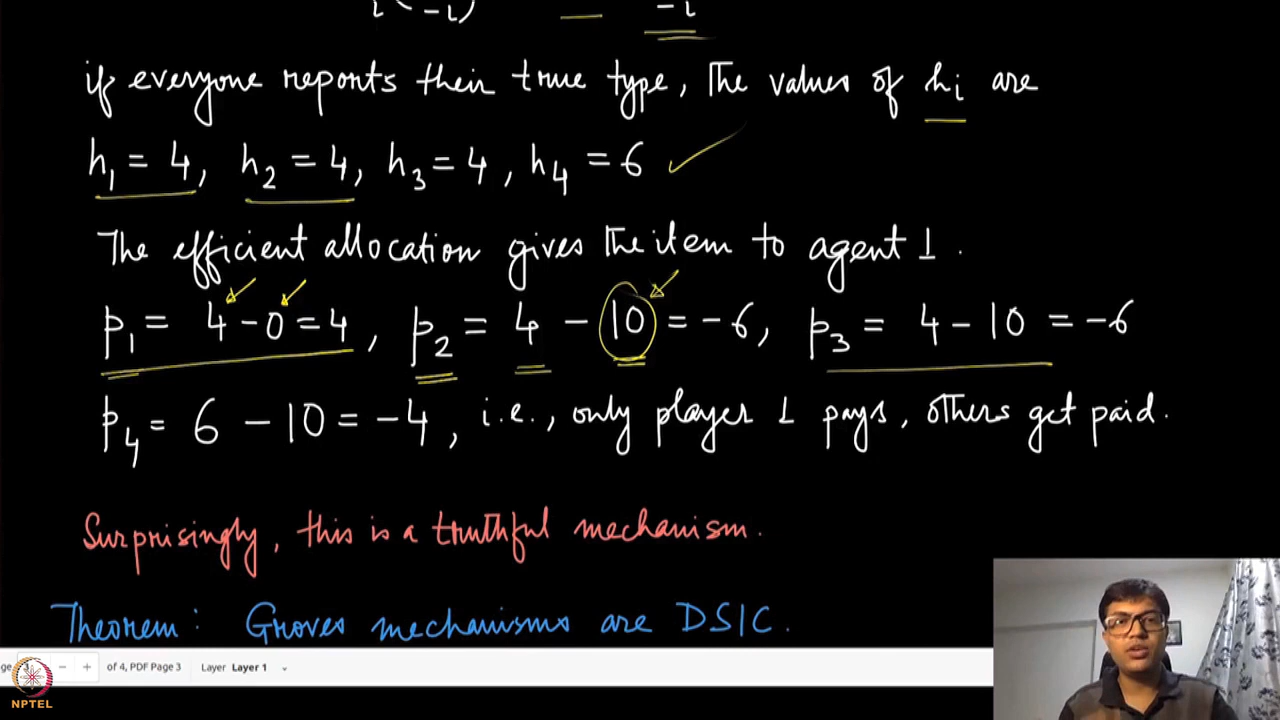 if everyone reports their true type, The values of hᵢ are
h₁ = 4, h₂ = 4, h₃ = 4, h₄ = 6 ✓
The efficient allocation gives the item to agent 1.
p₁ = 4 - 0 = 4, p₂ = 4 - 10 = -6, p₃ = 4 - 10 = -6
p₄ = 6 - 10 = -4, i.e., only player 1 pays, others get paid.
Surprisingly, this is a truthful mechanism.
Theorem: Groves mechanisms are DSIC.
ge 3 - + of 4, PDF Page 3 Layer Layer 1
NPTEL